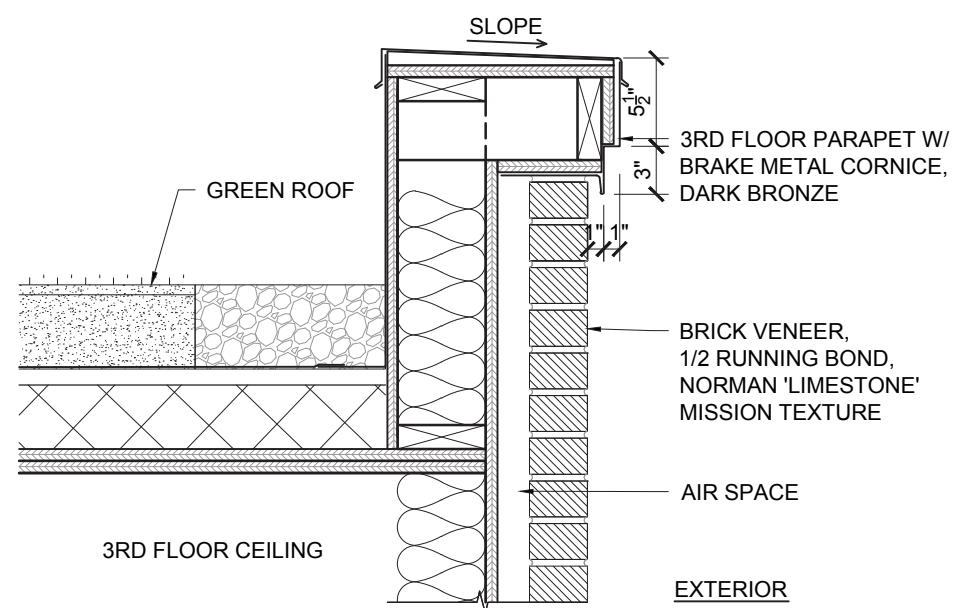 SLOPE
5 1/2"
3RD FLOOR PARAPET W/
BRAKE METAL CORNICE,
DARK BRONZE
3"
GREEN ROOF
1" 1"
BRICK VENEER,
1/2 RUNNING BOND,
NORMAN 'LIMESTONE'
MISSION TEXTURE
AIR SPACE
3RD FLOOR CEILING
EXTERIOR